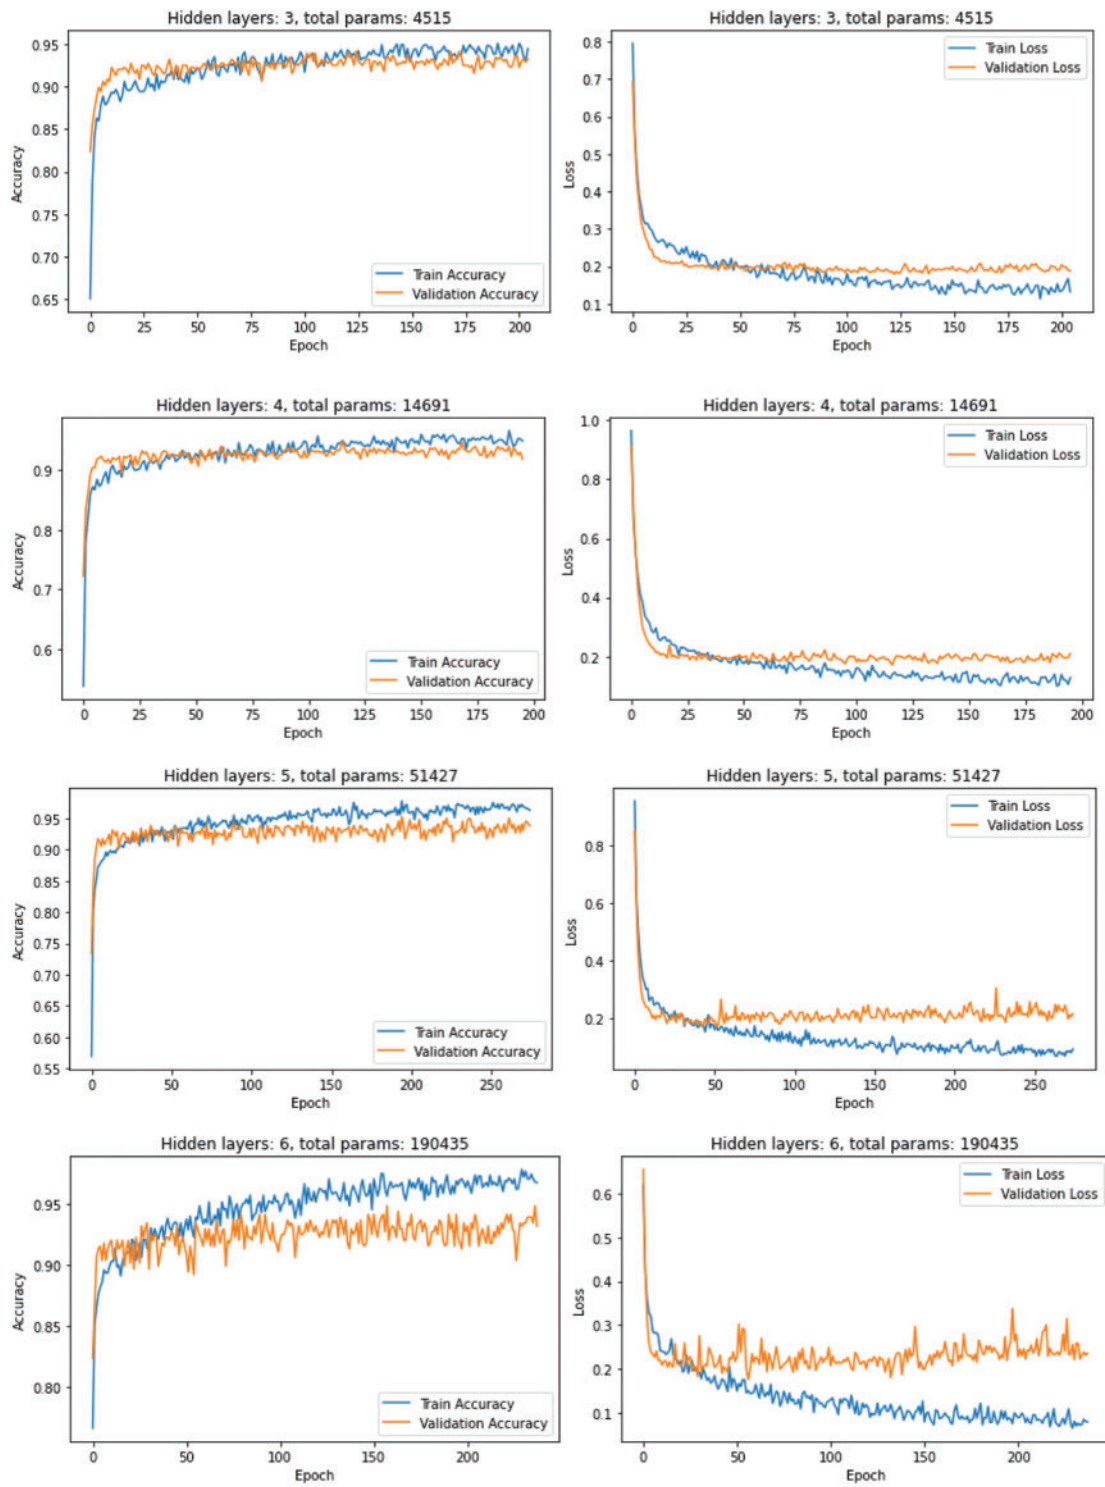 Hidden layers: 3, total params: 4515
Accuracy
0.95
0.90
0.85
0.80
0.75
0.70
0.65
Train Accuracy
Validation Accuracy
0 25 50 75 100 125 150 175 200
Epoch
Hidden layers: 3, total params: 4515
Loss
0.8
0.7
0.6
0.5
0.4
0.3
0.2
0.1
Train Loss
Validation Loss
0 25 50 75 100 125 150 175 200
Epoch
Hidden layers: 4, total params: 14691
Accuracy
0.9
0.8
0.7
0.6
Train Accuracy
Validation Accuracy
0 25 50 75 100 125 150 175 200
Epoch
Hidden layers: 4, total params: 14691
Loss
1.0
0.8
0.6
0.4
0.2
Train Loss
Validation Loss
0 25 50 75 100 125 150 175 200
Epoch
Hidden layers: 5, total params: 51427
Accuracy
0.95
0.90
0.85
0.80
0.75
0.70
0.65
0.60
0.55
Train Accuracy
Validation Accuracy
0 50 100 150 200 250
Epoch
Hidden layers: 5, total params: 51427
Loss
0.8
0.6
0.4
0.2
Train Loss
Validation Loss
0 50 100 150 200 250
Epoch
Hidden layers: 6, total params: 190435
Accuracy
0.95
0.90
0.85
0.80
Train Accuracy
Validation Accuracy
0 50 100 150 200
Epoch
Hidden layers: 6, total params: 190435
Loss
0.6
0.5
0.4
0.3
0.2
0.1
Train Loss
Validation Loss
0 50 100 150 200
Epoch